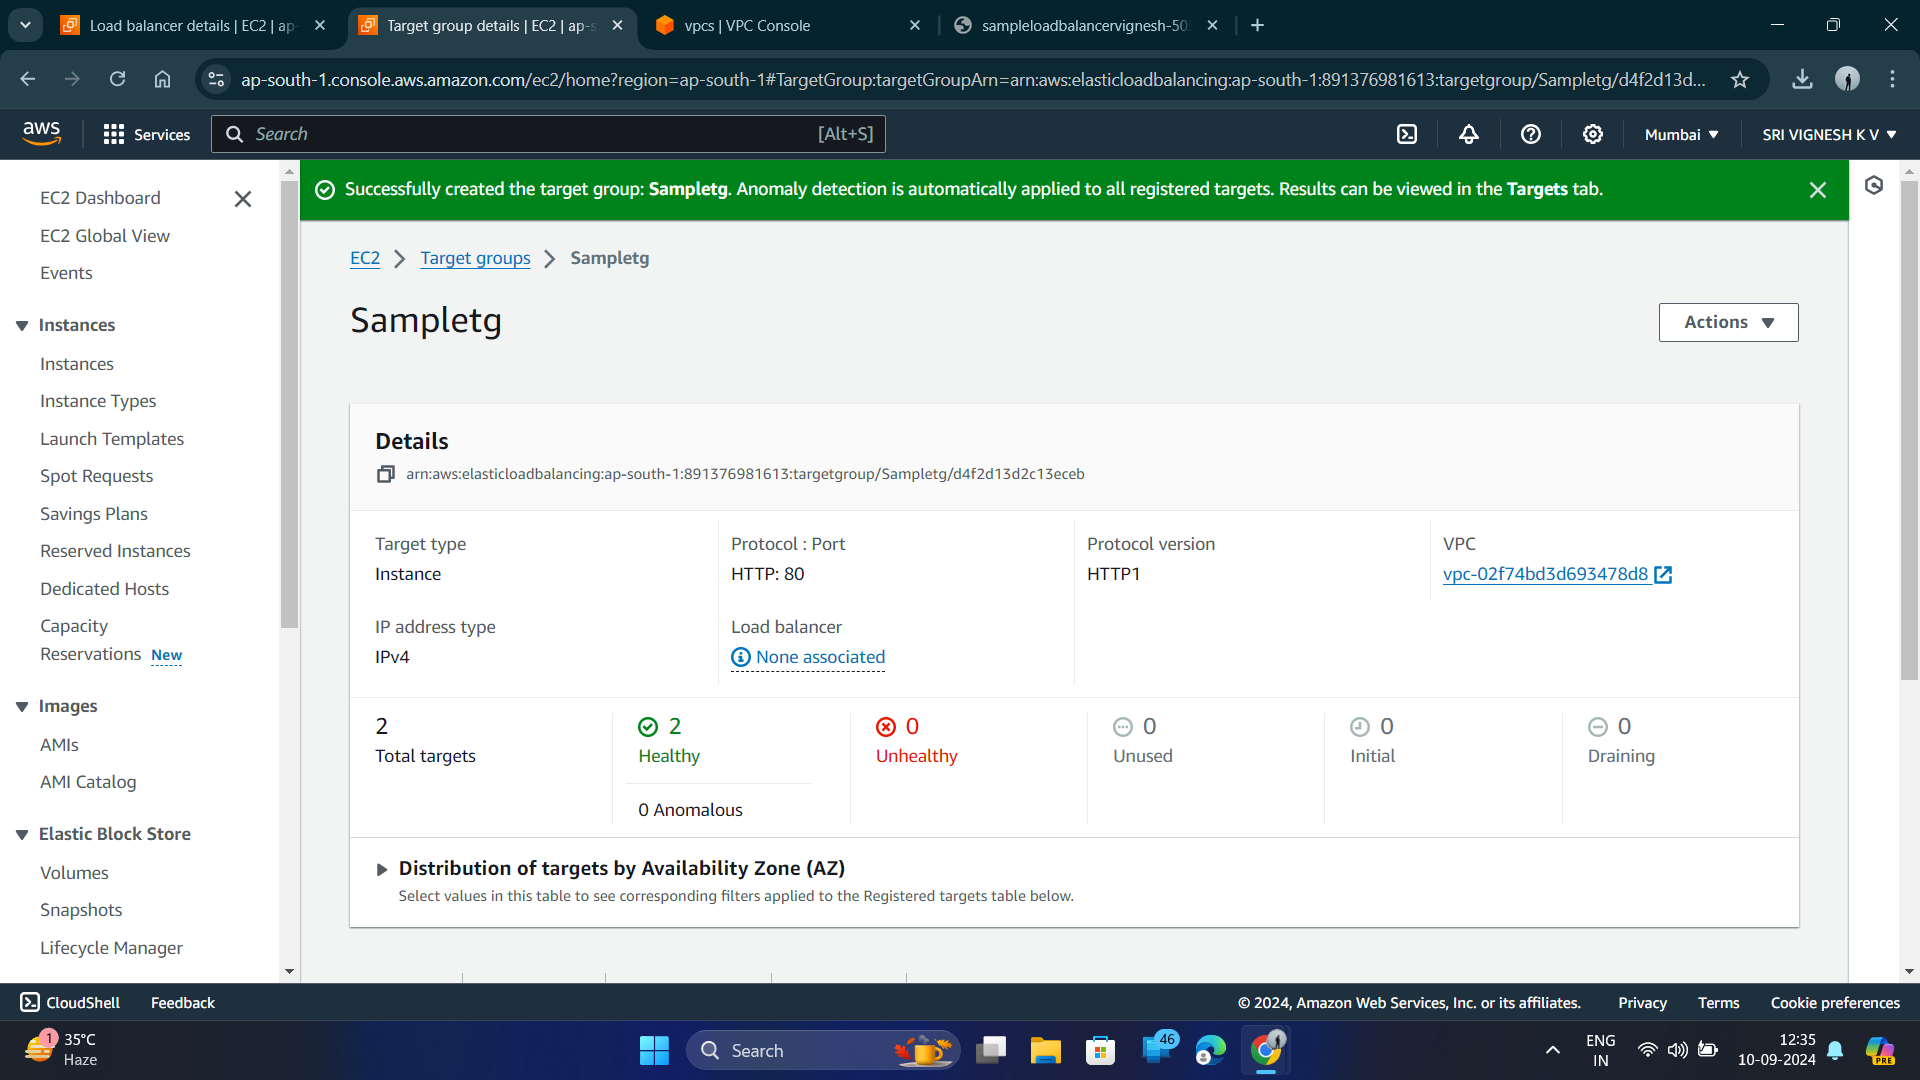 Load balancer details | EC2 | ap-
Target group details | EC2 | ap-s
vpcs | VPC Console
sampleloadbalancervignesh-50
ap-south-1.console.aws.amazon.com/ec2/home?region=ap-south-1#TargetGroup:targetGroupArn=arn:aws:elasticloadbalancing:ap-south-1:891376981613:targetgroup/Sampletg/d4f2d13d...
aws
Services
Search
[Alt+S]
Mumbai
SRI VIGNESH K V
EC2 Dashboard
EC2 Global View
Events
Instances
Instances
Instance Types
Launch Templates
Spot Requests
Savings Plans
Reserved Instances
Dedicated Hosts
Capacity
Reservations New
Images
AMIs
AMI Catalog
Elastic Block Store
Volumes
Snapshots
Lifecycle Manager
Successfully created the target group: Sampletg. Anomaly detection is automatically applied to all registered targets. Results can be viewed in the Targets tab.
EC2
Target groups
Sampletg
Sampletg
Actions
Details
arn:aws:elasticloadbalancing:ap-south-1:891376981613:targetgroup/Sampletg/d4f2d13d2c13eceb
Target type
Instance
Protocol : Port
HTTP: 80
Protocol version
HTTP1
VPC
vpc-02f74bd3d693478d8
IP address type
IPv4
Load balancer
None associated
2
Total targets
2
Healthy
0 Anomalous
0
Unhealthy
0
Unused
0
Initial
0
Draining
Distribution of targets by Availability Zone (AZ)
Select values in this table to see corresponding filters applied to the Registered targets table below.
CloudShell
Feedback
© 2024, Amazon Web Services, Inc. or its affiliates.
Privacy
Terms
Cookie preferences
1
35°C
Haze
Search
46
ENG
IN
12:35
10-09-2024
PRE